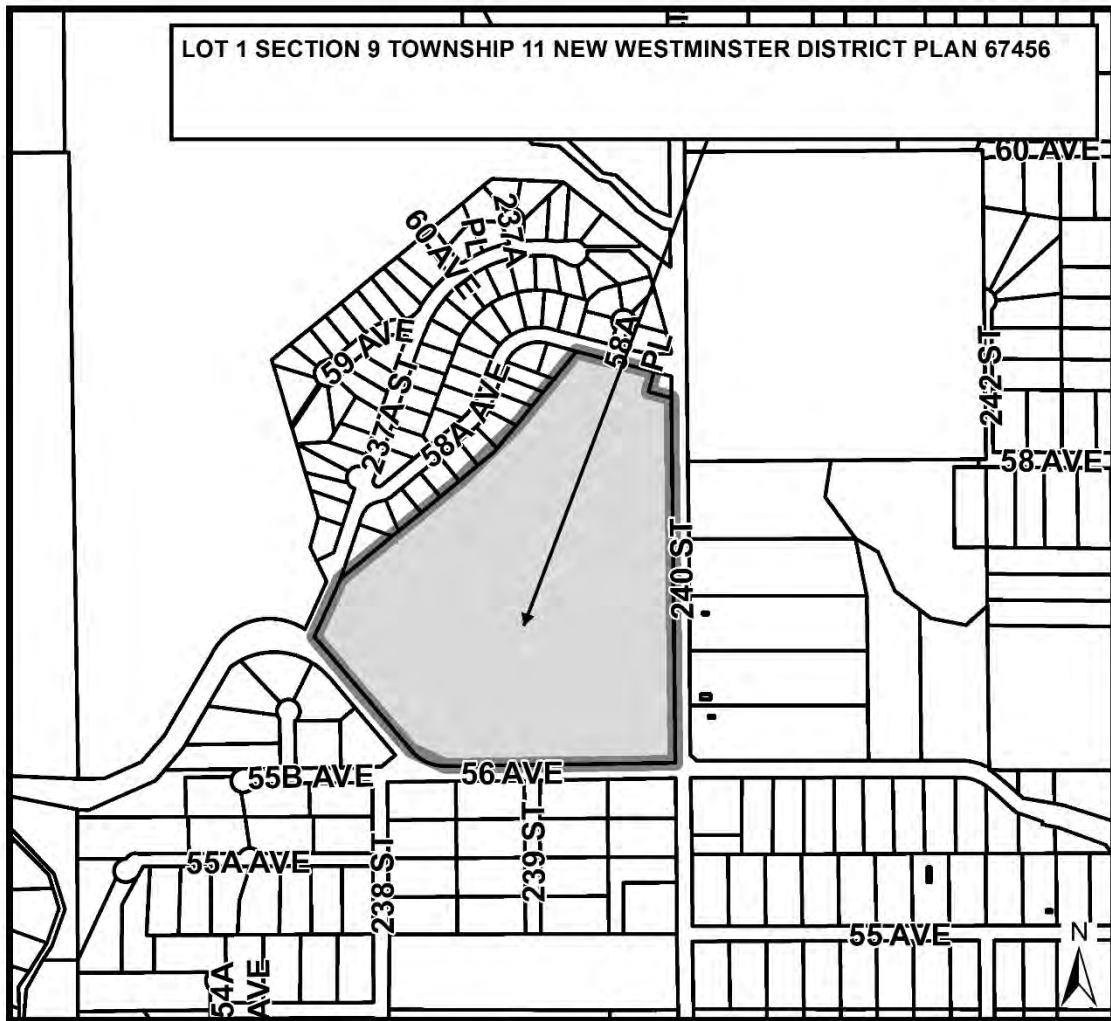 LOT 1 SECTION 9 TOWNSHIP 11 NEW WESTMINSTER DISTRICT PLAN 67456
60 AVE
237A
PL
60 AVE
59 AVE
237A ST
58A AVE
58A
PL
242 ST
58 AVE
240 ST
56 AVE
55B AVE
55A AVE
238 ST
239 ST
55 AVE
54A
AVE
N